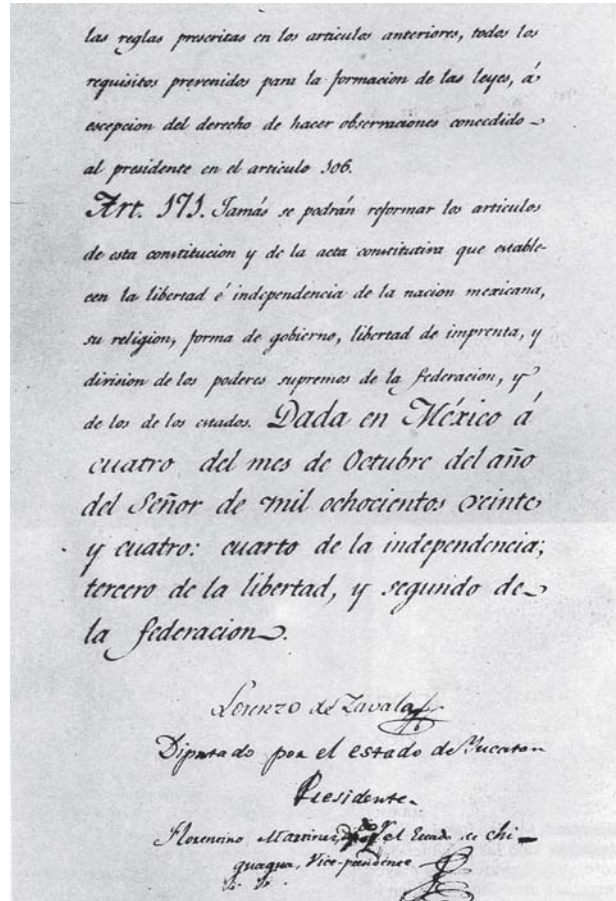 las reglas prescritas en los articulos anteriores, todos los
requisitos prevenidos para la formacion de las leyes, á
escepcion del derecho de hacer observaciones concedido
al presidente en el articulo 106.
Art. 171. Jamás se podrán reformar los articulos
de esta constitucion y de la acta constitutiva que estable-
cen la libertad é independencia de la nacion mexicana,
su religion, forma de gobierno, libertad de imprenta, y
division de los poderes supremos de la federacion, y
de los de los estados. Dada en México á
cuatro del mes de Octubre del año
del Señor de mil ochocientos veinte
y cuatro: cuarto de la independencia;
tercero de la libertad, y segundo de
la federacion.
Lorenzo de Zavala
Diputado por el estado de Yucatan
Presidente
Florentino Martinez, el Estado de Chi-
guagua, Vice-presidente